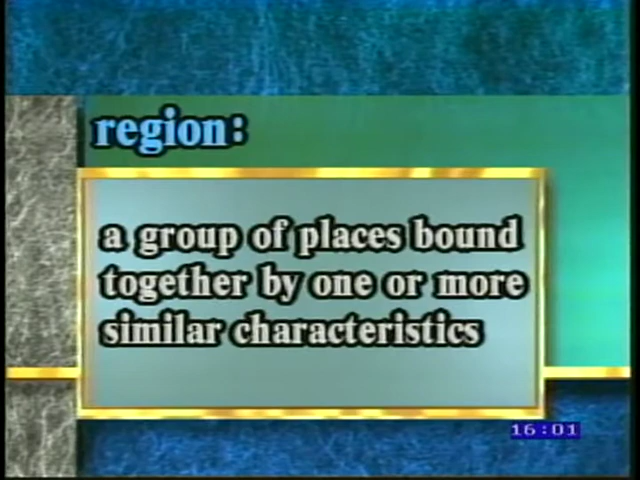 region:
a group of places bound
together by one or more
similar characteristics
16:01